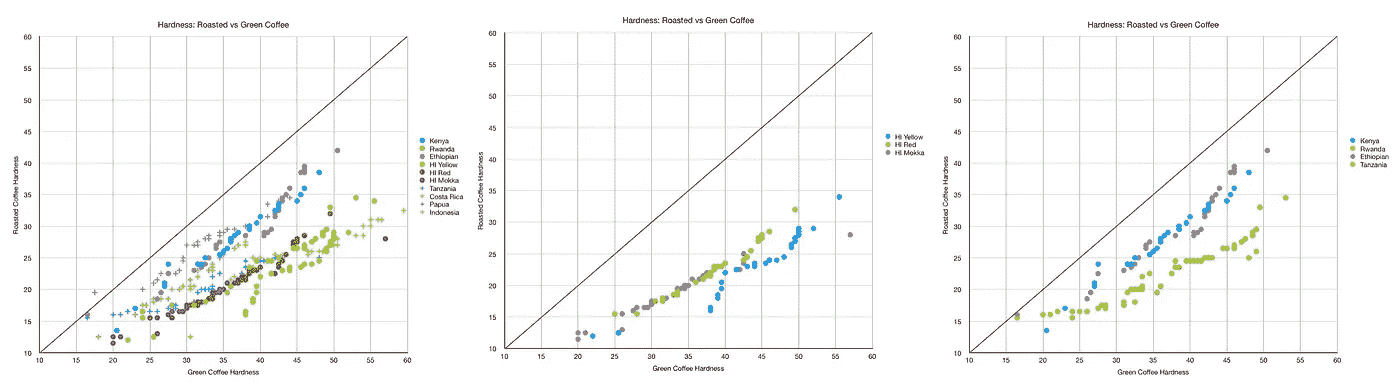 Hardness: Roasted vs Green Coffee
60
55
50
45
40
35
30
25
20
15
10
Roasted Coffee Hardness
10 15 20 25 30 35 40 45 50 55 60
Green Coffee Hardness
Kenya
Rwanda
Ethiopian
HI Yellow
HI Red
HI Mokka
Tanzania
Costa Rica
Papua
Indonesia
Hardness: Roasted vs Green Coffee
60
55
50
45
40
35
30
25
20
15
10
Roasted Coffee Hardness
10 15 20 25 30 35 40 45 50 55 60
Green Coffee Hardness
HI Yellow
HI Red
HI Mokka
Hardness: Roasted vs Green Coffee
60
55
50
45
40
35
30
25
20
15
10
Roasted Coffee Hardness
10 15 20 25 30 35 40 45 50 55 60
Green Coffee Hardness
Kenya
Rwanda
Ethiopian
Tanzania